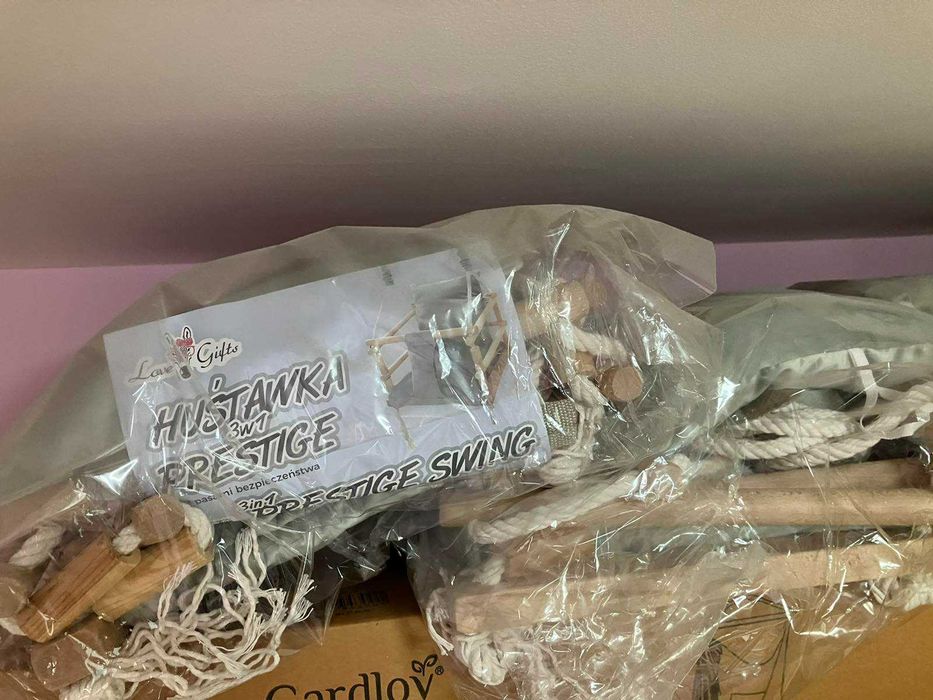 Love Gifts
HUŚTAWKA
3w1
PRESTIGE
pasami bezpieczeństwa
3in1 PRESTIGE SWING
Gardlov®